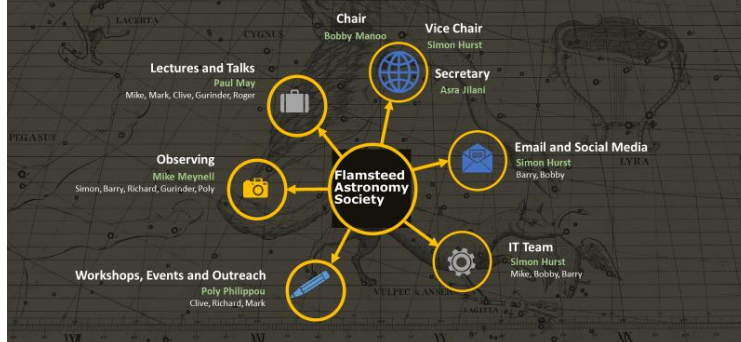 LACERTA
CYGNUS
Chair
Bobby Manoo
Vice Chair
Simon Hurst
Secretary
Asra Jilani
Lectures and Talks
Paul May
Mike, Mark, Clive, Gurinder, Roger
PEGASUS
Email and Social Media
Simon Hurst
Barry, Bobby
LYRA
Observing
Mike Meynell
Simon, Barry, Richard, Gurinder, Poly
Flamsteed
Astronomy
Society
IT Team
Simon Hurst
Mike, Bobby, Barry
Workshops, Events and Outreach
Poly Philippou
Clive, Richard, Mark
VULPEC & ANSER
SAGITTA